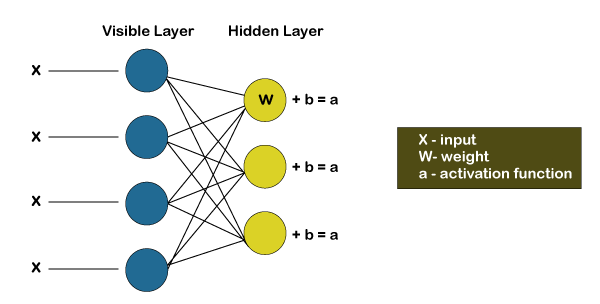 Visible Layer
Hidden Layer
X
W
+ b = a
X
+ b = a
X
+ b = a
X
X - input
W- weight
a - activation function